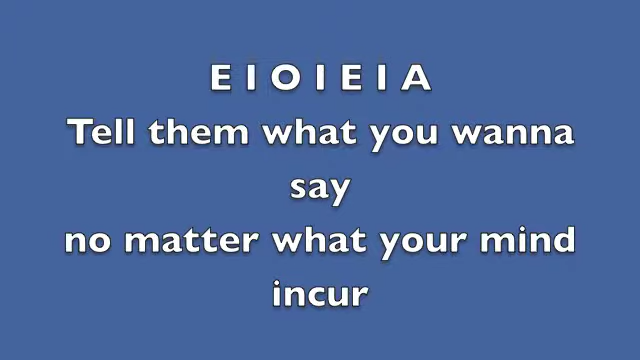 E I O I E I A
Tell them what you wanna
say
no matter what your mind
incur